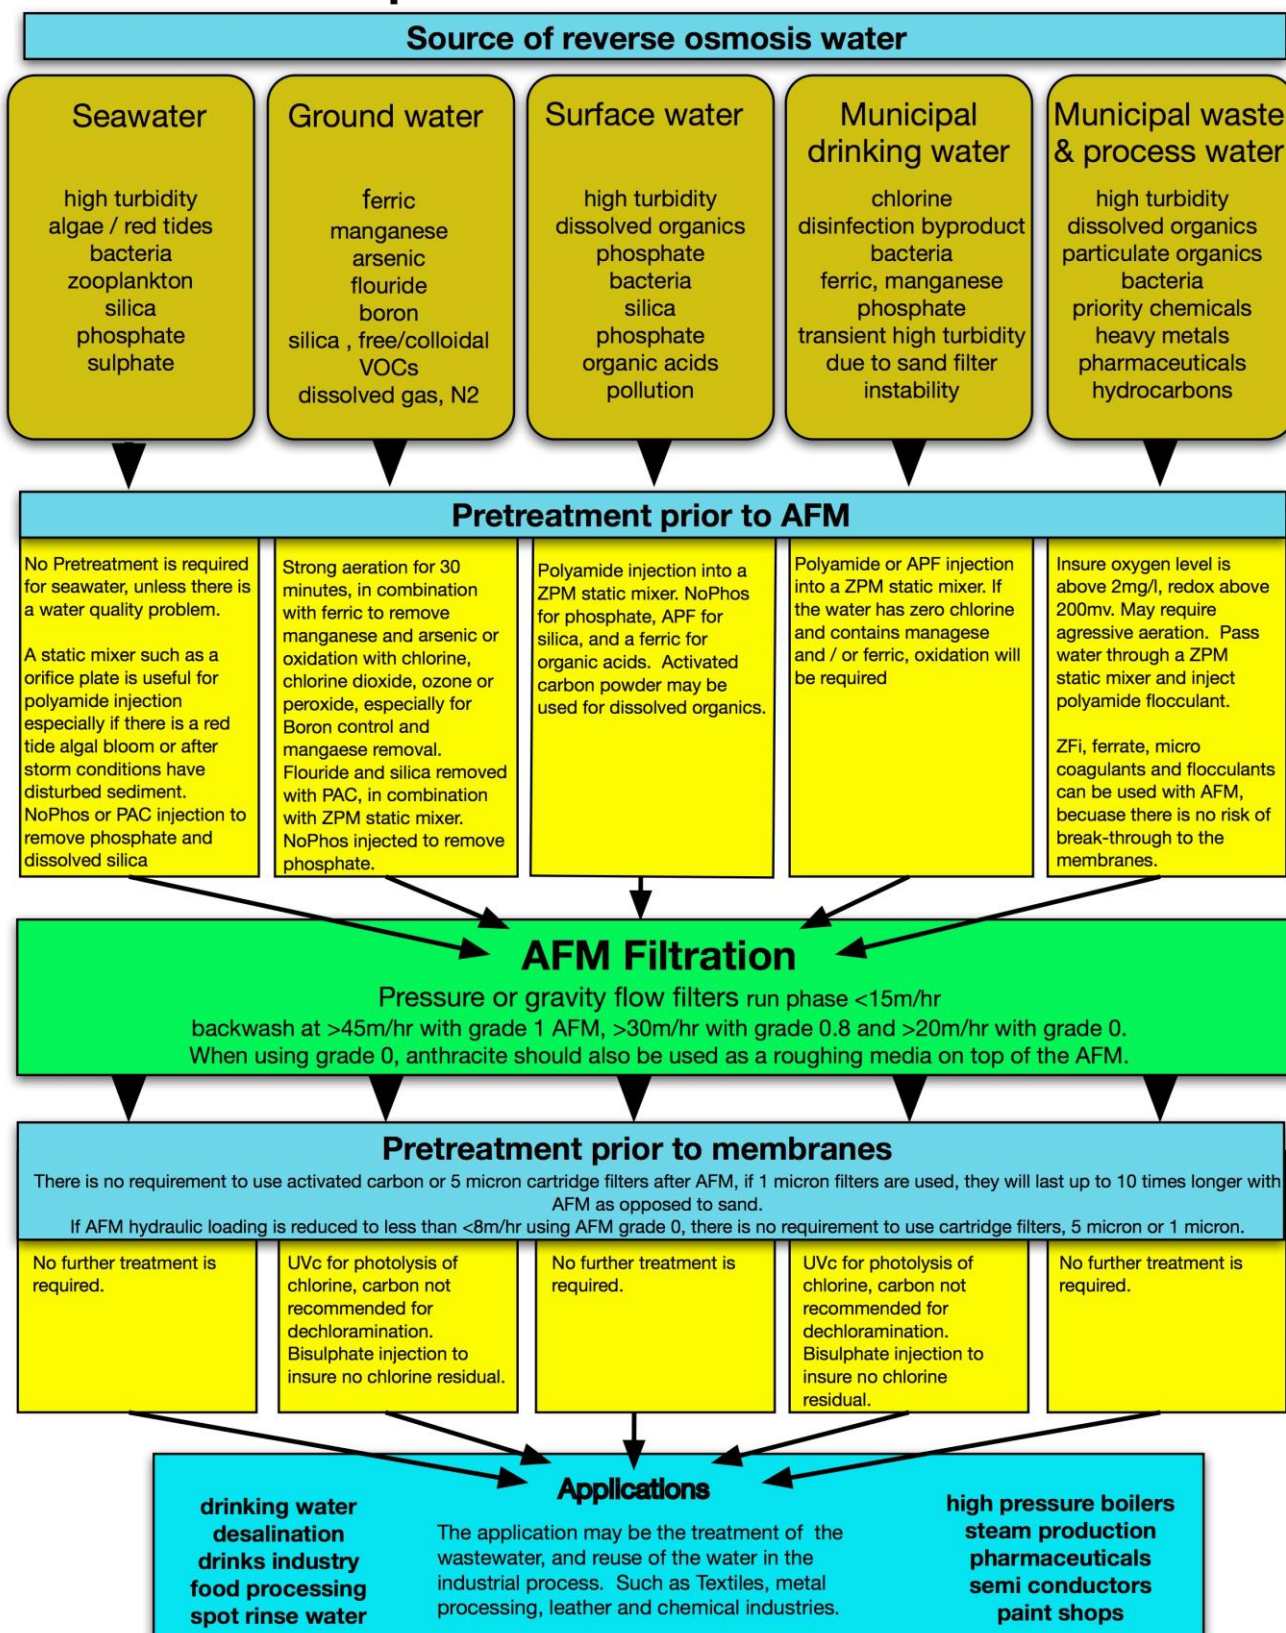 Source of reverse osmosis water
Seawater
high turbidity
algae / red tides
bacteria
zooplankton
silica
phosphate
sulphate
Ground water
ferric
manganese
arsenic
flouride
boron
silica , free/colloidal
VOCs
dissolved gas, N2
Surface water
high turbidity
dissolved organics
phosphate
bacteria
silica
phosphate
organic acids
pollution
Municipal
drinking water
chlorine
disinfection byproduct
bacteria
ferric, manganese
phosphate
transient high turbidity
due to sand filter
instability
Municipal waste
& process water
high turbidity
dissolved organics
particulate organics
bacteria
priority chemicals
heavy metals
pharmaceuticals
hydrocarbons
Pretreatment prior to AFM
No Pretreatment is required
for seawater, unless there is
a water quality problem.
A static mixer such as a
orifice plate is useful for
polyamide injection
especially if there is a red
tide algal bloom or after
storm conditions have
disturbed sediment.
NoPhos or PAC injection to
remove phosphate and
dissolved silica
Strong aeration for 30
minutes, in combination
with ferric to remove
manganese and arsenic or
oxidation with chlorine,
chlorine dioxide, ozone or
peroxide, especially for
Boron control and
mangaese removal.
Flouride and silica removed
with PAC, in combination
with ZPM static mixer.
NoPhos injected to remove
phosphate.
Polyamide injection into a
ZPM static mixer. NoPhos
for phosphate, APF for
silica, and a ferric for
organic acids. Activated
carbon powder may be
used for dissolved organics.
Polyamide or APF injection
into a ZPM static mixer. If
the water has zero chlorine
and contains managese
and / or ferric, oxidation will
be required
Insure oxygen level is
above 2mg/l, redox above
200mv. May require
agressive aeration. Pass
water through a ZPM
static mixer and inject
polyamide flocculant.
ZFi, ferrate, micro
coagulants and flocculants
can be used with AFM,
becuase there is no risk of
break-through to the
membranes.
AFM Filtration
Pressure or gravity flow filters run phase <15m/hr
backwash at >45m/hr with grade 1 AFM, >30m/hr with grade 0.8 and >20m/hr with grade 0.
When using grade 0, anthracite should also be used as a roughing media on top of the AFM.
Pretreatment prior to membranes
There is no requirement to use activated carbon or 5 micron cartridge filters after AFM, if 1 micron filters are used, they will last up to 10 times longer with
AFM as opposed to sand.
If AFM hydraulic loading is reduced to less than <8m/hr using AFM grade 0, there is no requirement to use cartridge filters, 5 micron or 1 micron.
No further treatment is
required.
UVc for photolysis of
chlorine, carbon not
recommended for
dechloramination.
Bisulphate injection to
insure no chlorine residual.
No further treatment is
required.
UVc for photolysis of
chlorine, carbon not
recommended for
dechloramination.
Bisulphate injection to
insure no chlorine
residual.
No further treatment is
required.
Applications
drinking water
desalination
drinks industry
food processing
spot rinse water
The application may be the treatment of the
wastewater, and reuse of the water in the
industrial process. Such as Textiles, metal
processing, leather and chemical industries.
high pressure boilers
steam production
pharmaceuticals
semi conductors
paint shops